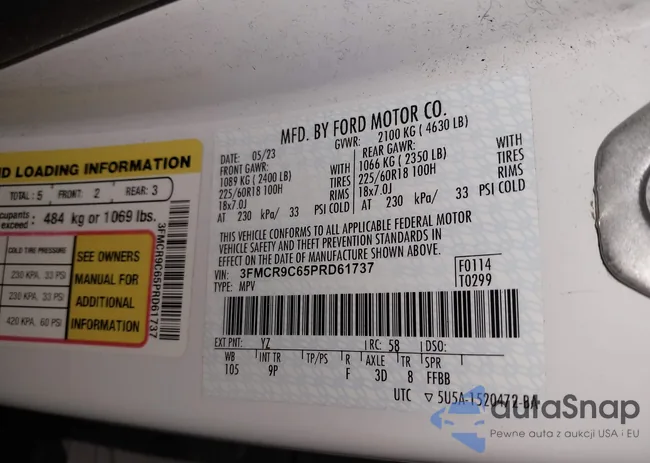 ND LOADING INFORMATION
TOTAL: 5 FRONT: 2 REAR: 3
cupants
exceed: 484 kg or 1069 lbs.
COLD TIRE PRESSURE
230 KPA, 33 PSI
230 KPA, 33 PSI
420 KPA, 60 PSI
SEE OWNERS
MANUAL FOR
ADDITIONAL
INFORMATION
3FMCR9C65PRD61737
MFD. BY FORD MOTOR CO.
DATE: 05/23 GVWR: 2100 KG ( 4630 LB)
FRONT GAWR: REAR GAWR:
1089 KG ( 2400 LB) WITH 1066 KG ( 2350 LB) WITH
225/60R18 100H TIRES 225/60R18 100H TIRES
18x7.0J RIMS 18x7.0J RIMS
AT 230 kPa/ 33 PSI COLD AT 230 kPa/ 33 PSI COLD
THIS VEHICLE CONFORMS TO ALL APPLICABLE FEDERAL MOTOR
VEHICLE SAFETY AND THEFT PREVENTION STANDARDS IN
EFFECT ON THE DATE OF MANUFACTURE SHOWN ABOVE.
VIN: 3FMCR9C65PRD61737 F0114
TYPE: MPV T0299
EXT PNT: YZ RC: 58 DSO:
WB INT TR TP/PS R AXLE TR SPR
105 9P F 3D 8 FFBB
UTC ▽ 5U5A-1520472-BA
autoSnap
Pewne auta z aukcji USA i EU